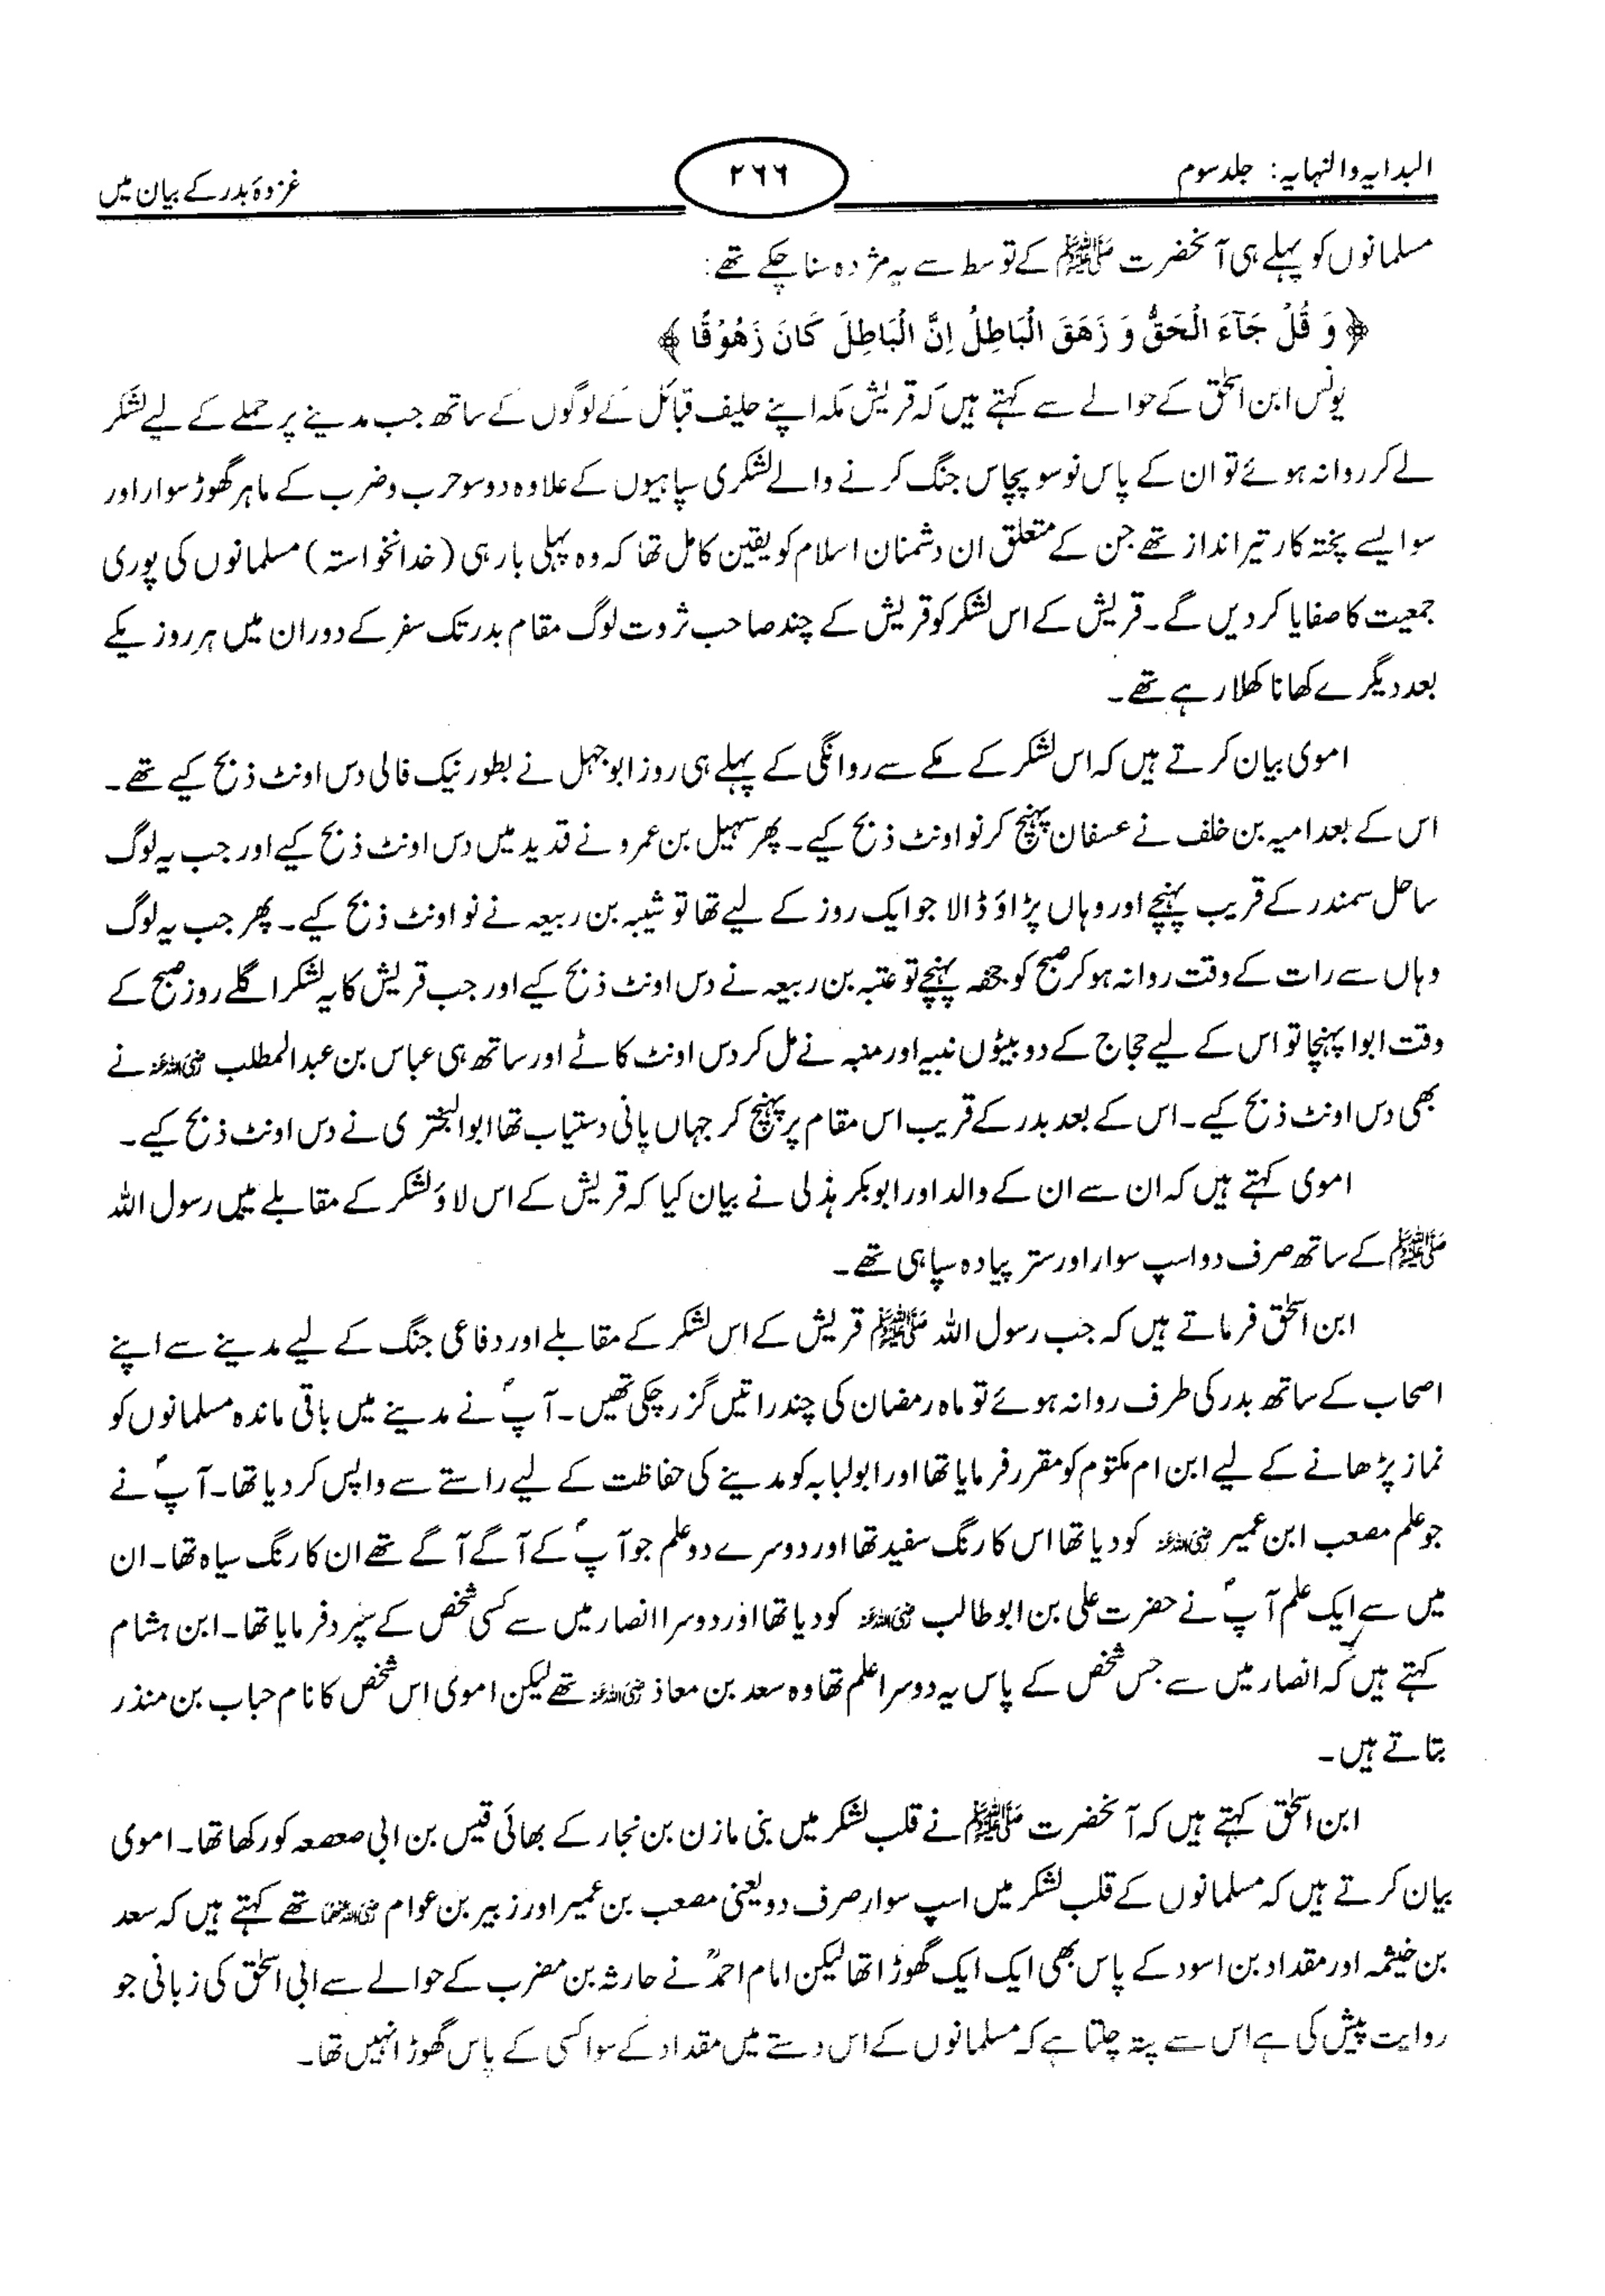 البدایہ والنہایہ: جلد سوم
۲۶۶
غزوۂ بدر کے بیان میں
مسلمانوں کو پہلے ہی آنحضرت ﷺ کے توسط سے یہ مژدہ سنا چکے تھے:
﴿ وَ قُلْ جَآءَ الْحَقُّ وَ زَهَقَ الْبَاطِلُ اِنَّ الْبَاطِلَ كَانَ زَهُوْقًا ﴾
یونس ابن اسحٰق کے حوالے سے کہتے ہیں کہ قریش مکہ اپنے حلیف قبائل کے لوگوں کے ساتھ جب مدینے پر حملے کے لیے لشکر
لے کر روانہ ہوئے تو ان کے پاس نو سو پچاس جنگ کرنے والے لشکری سپاہیوں کے علاوہ دو سو حرب و ضرب کے ماہر گھوڑ سوار اور
سو ایسے پختہ کار تیر انداز تھے جن کے متعلق ان دشمنان اسلام کو یقین کامل تھا کہ وہ پہلی بار ہی (خدانخواستہ) مسلمانوں کی پوری
جمعیت کا صفایا کر دیں گے۔ قریش کے اس لشکر کو قریش کے چند صاحب ثروت لوگ مقام بدر تک سفر کے دوران میں ہر روز یکے
بعد دیگرے کھانا کھلا رہے تھے۔
اموی بیان کرتے ہیں کہ اس لشکر کے مکے سے روانگی کے پہلے ہی روز ابوجہل نے بطور نیک فالی دس اونٹ ذبح کیے تھے۔
اس کے بعد امیہ بن خلف نے عسفان پہنچ کر نو اونٹ ذبح کیے۔ پھر سہیل بن عمرو نے قدید میں دس اونٹ ذبح کیے اور جب یہ لوگ
ساحل سمندر کے قریب پہنچے اور وہاں پڑاؤ ڈالا جو ایک روز کے لیے تھا تو شیبہ بن ربیعہ نے نو اونٹ ذبح کیے۔ پھر جب یہ لوگ
وہاں سے رات کے وقت روانہ ہو کر صبح کو جحفہ پہنچے تو عتبہ بن ربیعہ نے دس اونٹ ذبح کیے اور جب قریش کا یہ لشکر اگلے روز صبح کے
وقت ابوا پہنچا تو اس کے لیے حجاج کے دو بیٹوں نبیہ اور منبہ نے مل کر دس اونٹ کاٹے اور ساتھ ہی عباس بن عبدالمطلب رضی اللہ عنہ نے
بھی دس اونٹ ذبح کیے۔ اس کے بعد بدر کے قریب اس مقام پر پہنچ کر جہاں پانی دستیاب تھا ابوالبختری نے دس اونٹ ذبح کیے۔
اموی کہتے ہیں کہ ان سے ان کے والد اور ابوبکر ہذلی نے بیان کیا کہ قریش کے اس لاؤ لشکر کے مقابلے میں رسول اللہ
ﷺ کے ساتھ صرف دو اسپ سوار اور ستر پیادہ سپاہی تھے۔
ابن اسحٰق فرماتے ہیں کہ جب رسول اللہ ﷺ قریش کے اس لشکر کے مقابلے اور دفاعی جنگ کے لیے مدینے سے اپنے
اصحاب کے ساتھ بدر کی طرف روانہ ہوئے تو ماہ رمضان کی چند راتیں گزر چکی تھیں۔ آپؐ نے مدینے میں باقی ماندہ مسلمانوں کو
نماز پڑھانے کے لیے ابن ام مکتوم کو مقرر فرمایا تھا اور ابولبابہ کو مدینے کی حفاظت کے لیے راستے سے واپس کر دیا تھا۔ آپؐ نے
جو علم مصعب ابن عمیر رضی اللہ عنہ کو دیا تھا اس کا رنگ سفید تھا اور دوسرے دو علم جو آپؐ کے آگے آگے تھے ان کا رنگ سیاہ تھا۔ ان
میں سے ایک علم آپؐ نے حضرت علی بن ابوطالب رضی اللہ عنہ کو دیا تھا اور دوسرا انصار میں سے کسی شخص کے سپرد فرمایا تھا۔ ابن ہشام
کہتے ہیں کہ انصار میں سے جس شخص کے پاس یہ دوسرا علم تھا وہ سعد بن معاذ رضی اللہ عنہ تھے لیکن اموی اس شخص کا نام حباب بن منذر
بتاتے ہیں۔
ابن اسحٰق کہتے ہیں کہ آنحضرت ﷺ نے قلب لشکر میں بنی مازن بن نجار کے بھائی قیس بن ابی صعصعہ کو رکھا تھا۔ اموی
بیان کرتے ہیں کہ مسلمانوں کے قلب لشکر میں اسپ سوار صرف دو یعنی مصعب بن عمیر اور زبیر بن عوام رضی اللہ عنہما تھے کہتے ہیں کہ سعد
بن خیثمہ اور مقداد بن اسود کے پاس بھی ایک ایک گھوڑا تھا لیکن امام احمدؒ نے حارثہ بن مضرب کے حوالے سے ابی اسحٰق کی زبانی جو
روایت پیش کی ہے اس سے پتہ چلتا ہے کہ مسلمانوں کے اس دستے میں مقداد کے سوا کسی کے پاس گھوڑا نہیں تھا۔